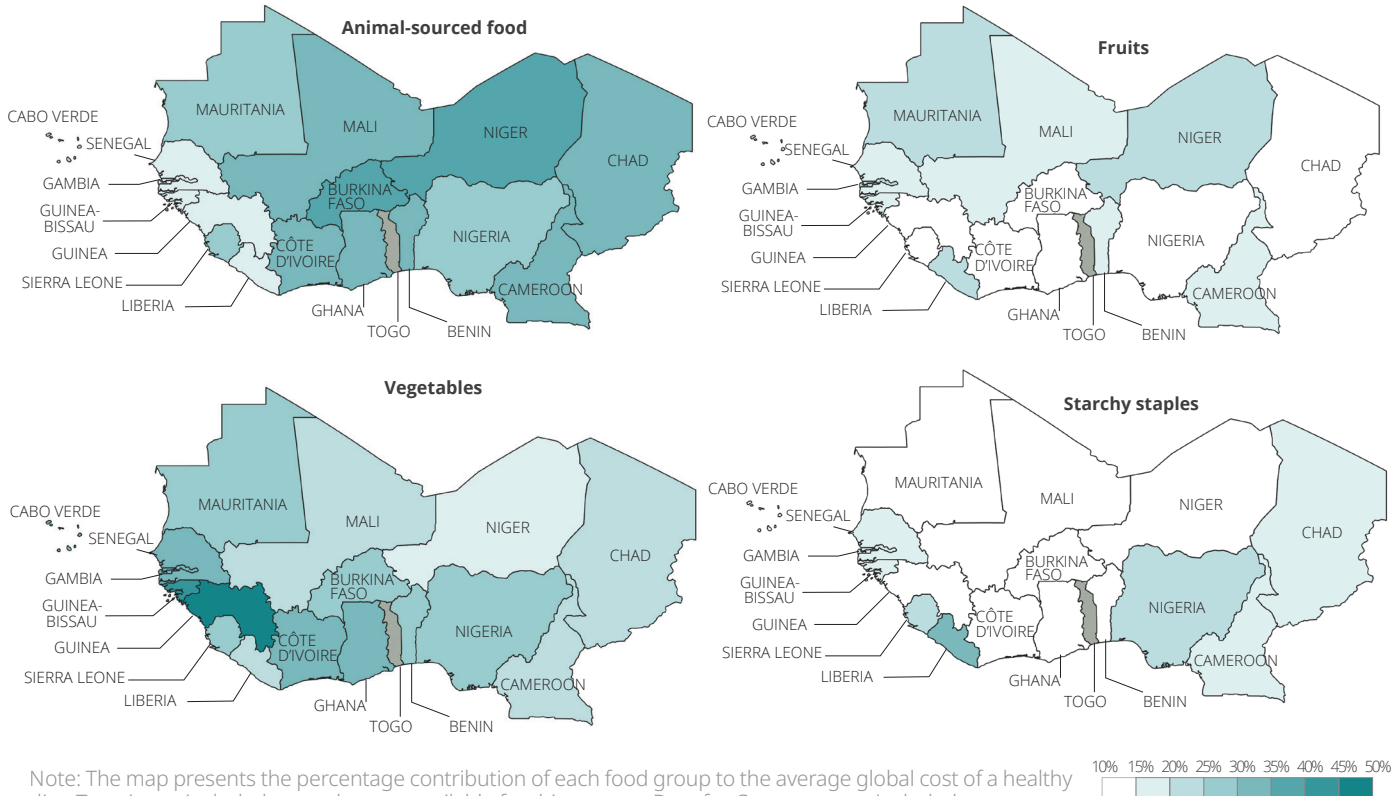 Animal-sourced food
MAURITANIA
CABO VERDE
MALI
NIGER
SENEGAL
CHAD
GAMBIA
BURKINA
FASO
GUINEA-
BISSAU
NIGERIA
CÔTE
D'IVOIRE
GUINEA
SIERRA LEONE
CAMEROON
LIBERIA
GHANA
TOGO
BENIN
Fruits
MAURITANIA
CABO VERDE
MALI
NIGER
SENEGAL
CHAD
GAMBIA
BURKINA
FASO
GUINEA-
BISSAU
NIGERIA
CÔTE
D'IVOIRE
GUINEA
SIERRA LEONE
CAMEROON
LIBERIA
GHANA
TOGO
BENIN
Vegetables
MAURITANIA
CABO VERDE
MALI
NIGER
SENEGAL
CHAD
GAMBIA
BURKINA
FASO
GUINEA-
BISSAU
NIGERIA
CÔTE
D'IVOIRE
GUINEA
SIERRA LEONE
CAMEROON
LIBERIA
GHANA
TOGO
BENIN
Starchy staples
MAURITANIA
CABO VERDE
MALI
NIGER
SENEGAL
CHAD
GAMBIA
BURKINA
FASO
GUINEA-
BISSAU
NIGERIA
CÔTE
D'IVOIRE
GUINEA
SIERRA LEONE
CAMEROON
LIBERIA
GHANA
TOGO
BENIN
Note: The map presents the percentage contribution of each food group to the average global cost of a healthy
10% 15% 20% 25% 30% 35% 40% 45% 50%